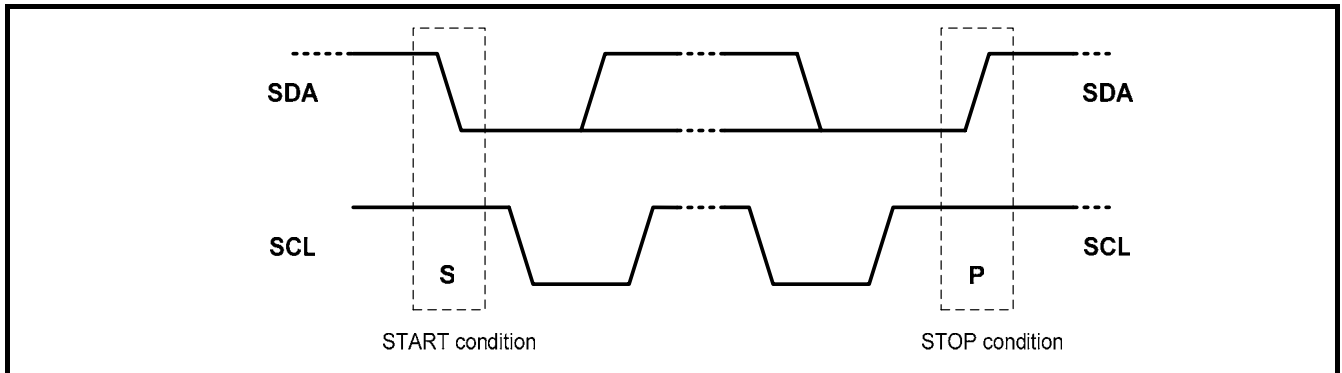 SDA
SDA
SCL
SCL
S
P
START condition
STOP condition